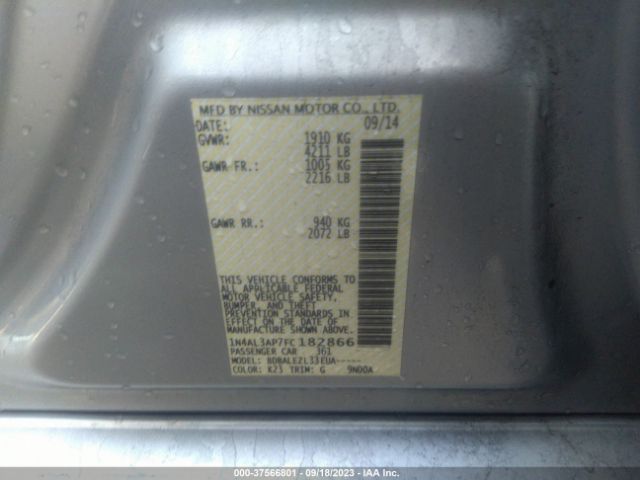 MFD BY NISSAN MOTOR CO., LTD.
DATE: 09/14
GVWR: 1910 KG
4211 LB
GAWR FR.: 1005 KG
2216 LB
GAWR RR.: 940 KG
2072 LB
THIS VEHICLE CONFORMS TO
ALL APPLICABLE FEDERAL
MOTOR VEHICLE SAFETY,
BUMPER, AND THEFT
PREVENTION STANDARDS
IN EFFECT ON THE DATE OF
MANUFACTURE SHOWN ABOVE.
1N4AL3AP7FC182866
PASSENGER CAR 361
MODEL: BDBALEZL33EUA-----
COLOR: K23 TRIM: G 9N00A
000-37566801 - 09/18/2023 - © IAA Inc.